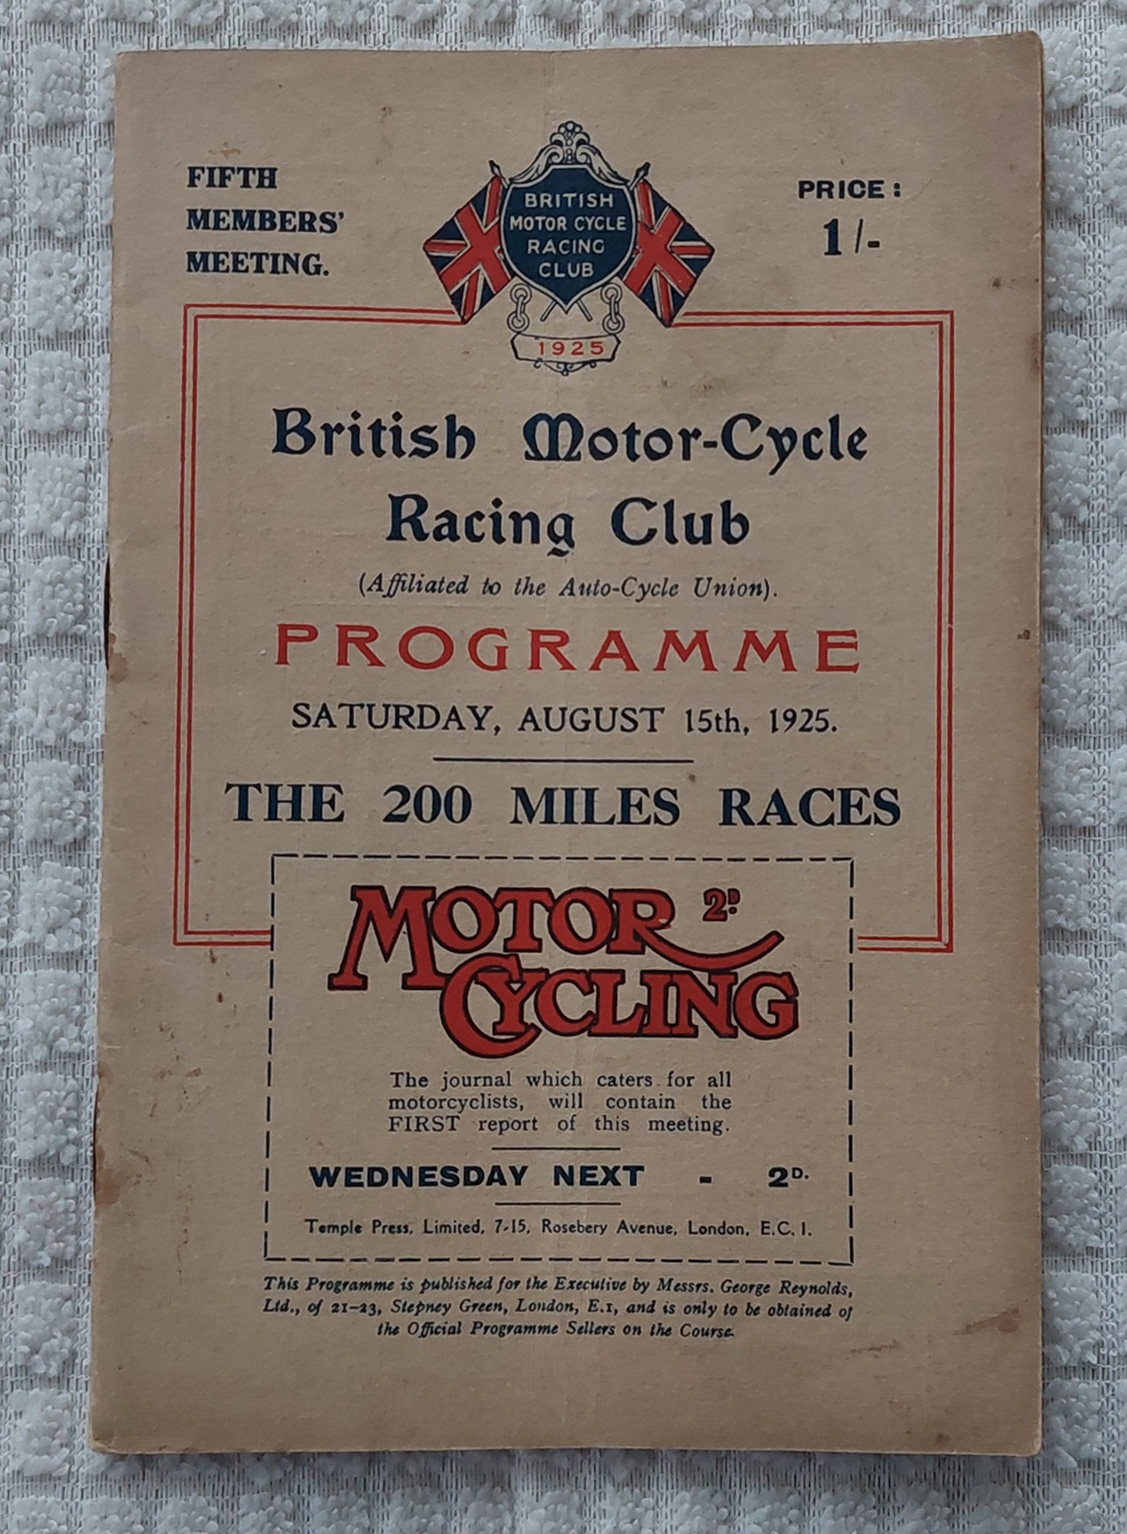 FIFTH
MEMBERS'
MEETING.
BRITISH
MOTOR CYCLE
RACING
CLUB
1925
PRICE:
1/-
British Motor-Cycle
Racing Club
(Affiliated to the Auto-Cycle Union).
PROGRAMME
SATURDAY, AUGUST 15th, 1925.
THE 200 MILES RACES
MOTOR 2D.
CYCLING
The journal which caters for all
motorcyclists, will contain the
FIRST report of this meeting.
WEDNESDAY NEXT - 2D.
Temple Press, Limited, 7-15, Rosebery Avenue, London, E.C.1.
This Programme is published for the Executive by Messrs. George Reynolds,
Ltd., of 21-23, Stepney Green, London, E.1, and is only to be obtained of
the Official Programme Sellers on the Course.